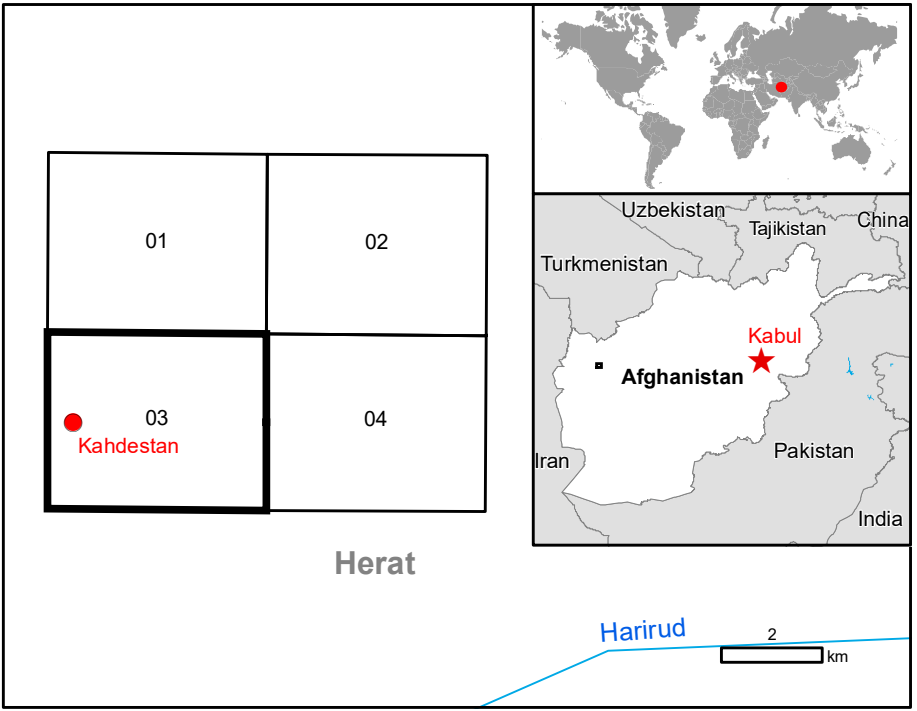 01
02
03
04
Kahdestan
Herat
Harirud
2
km
Uzbekistan
Tajikistan
China
Turkmenistan
Kabul
Afghanistan
Iran
Pakistan
India